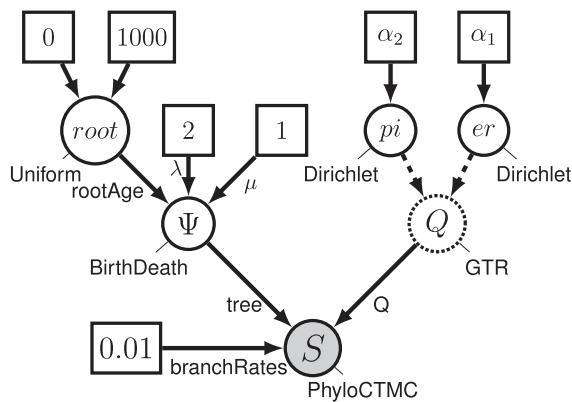 0 1000 α₂ α₁
root pi er
2 1
Uniform Dirichlet Dirichlet
rootAge λ μ
Ψ Q
BirthDeath GTR
tree Q
0.01 S
branchRates
PhyloCTMC